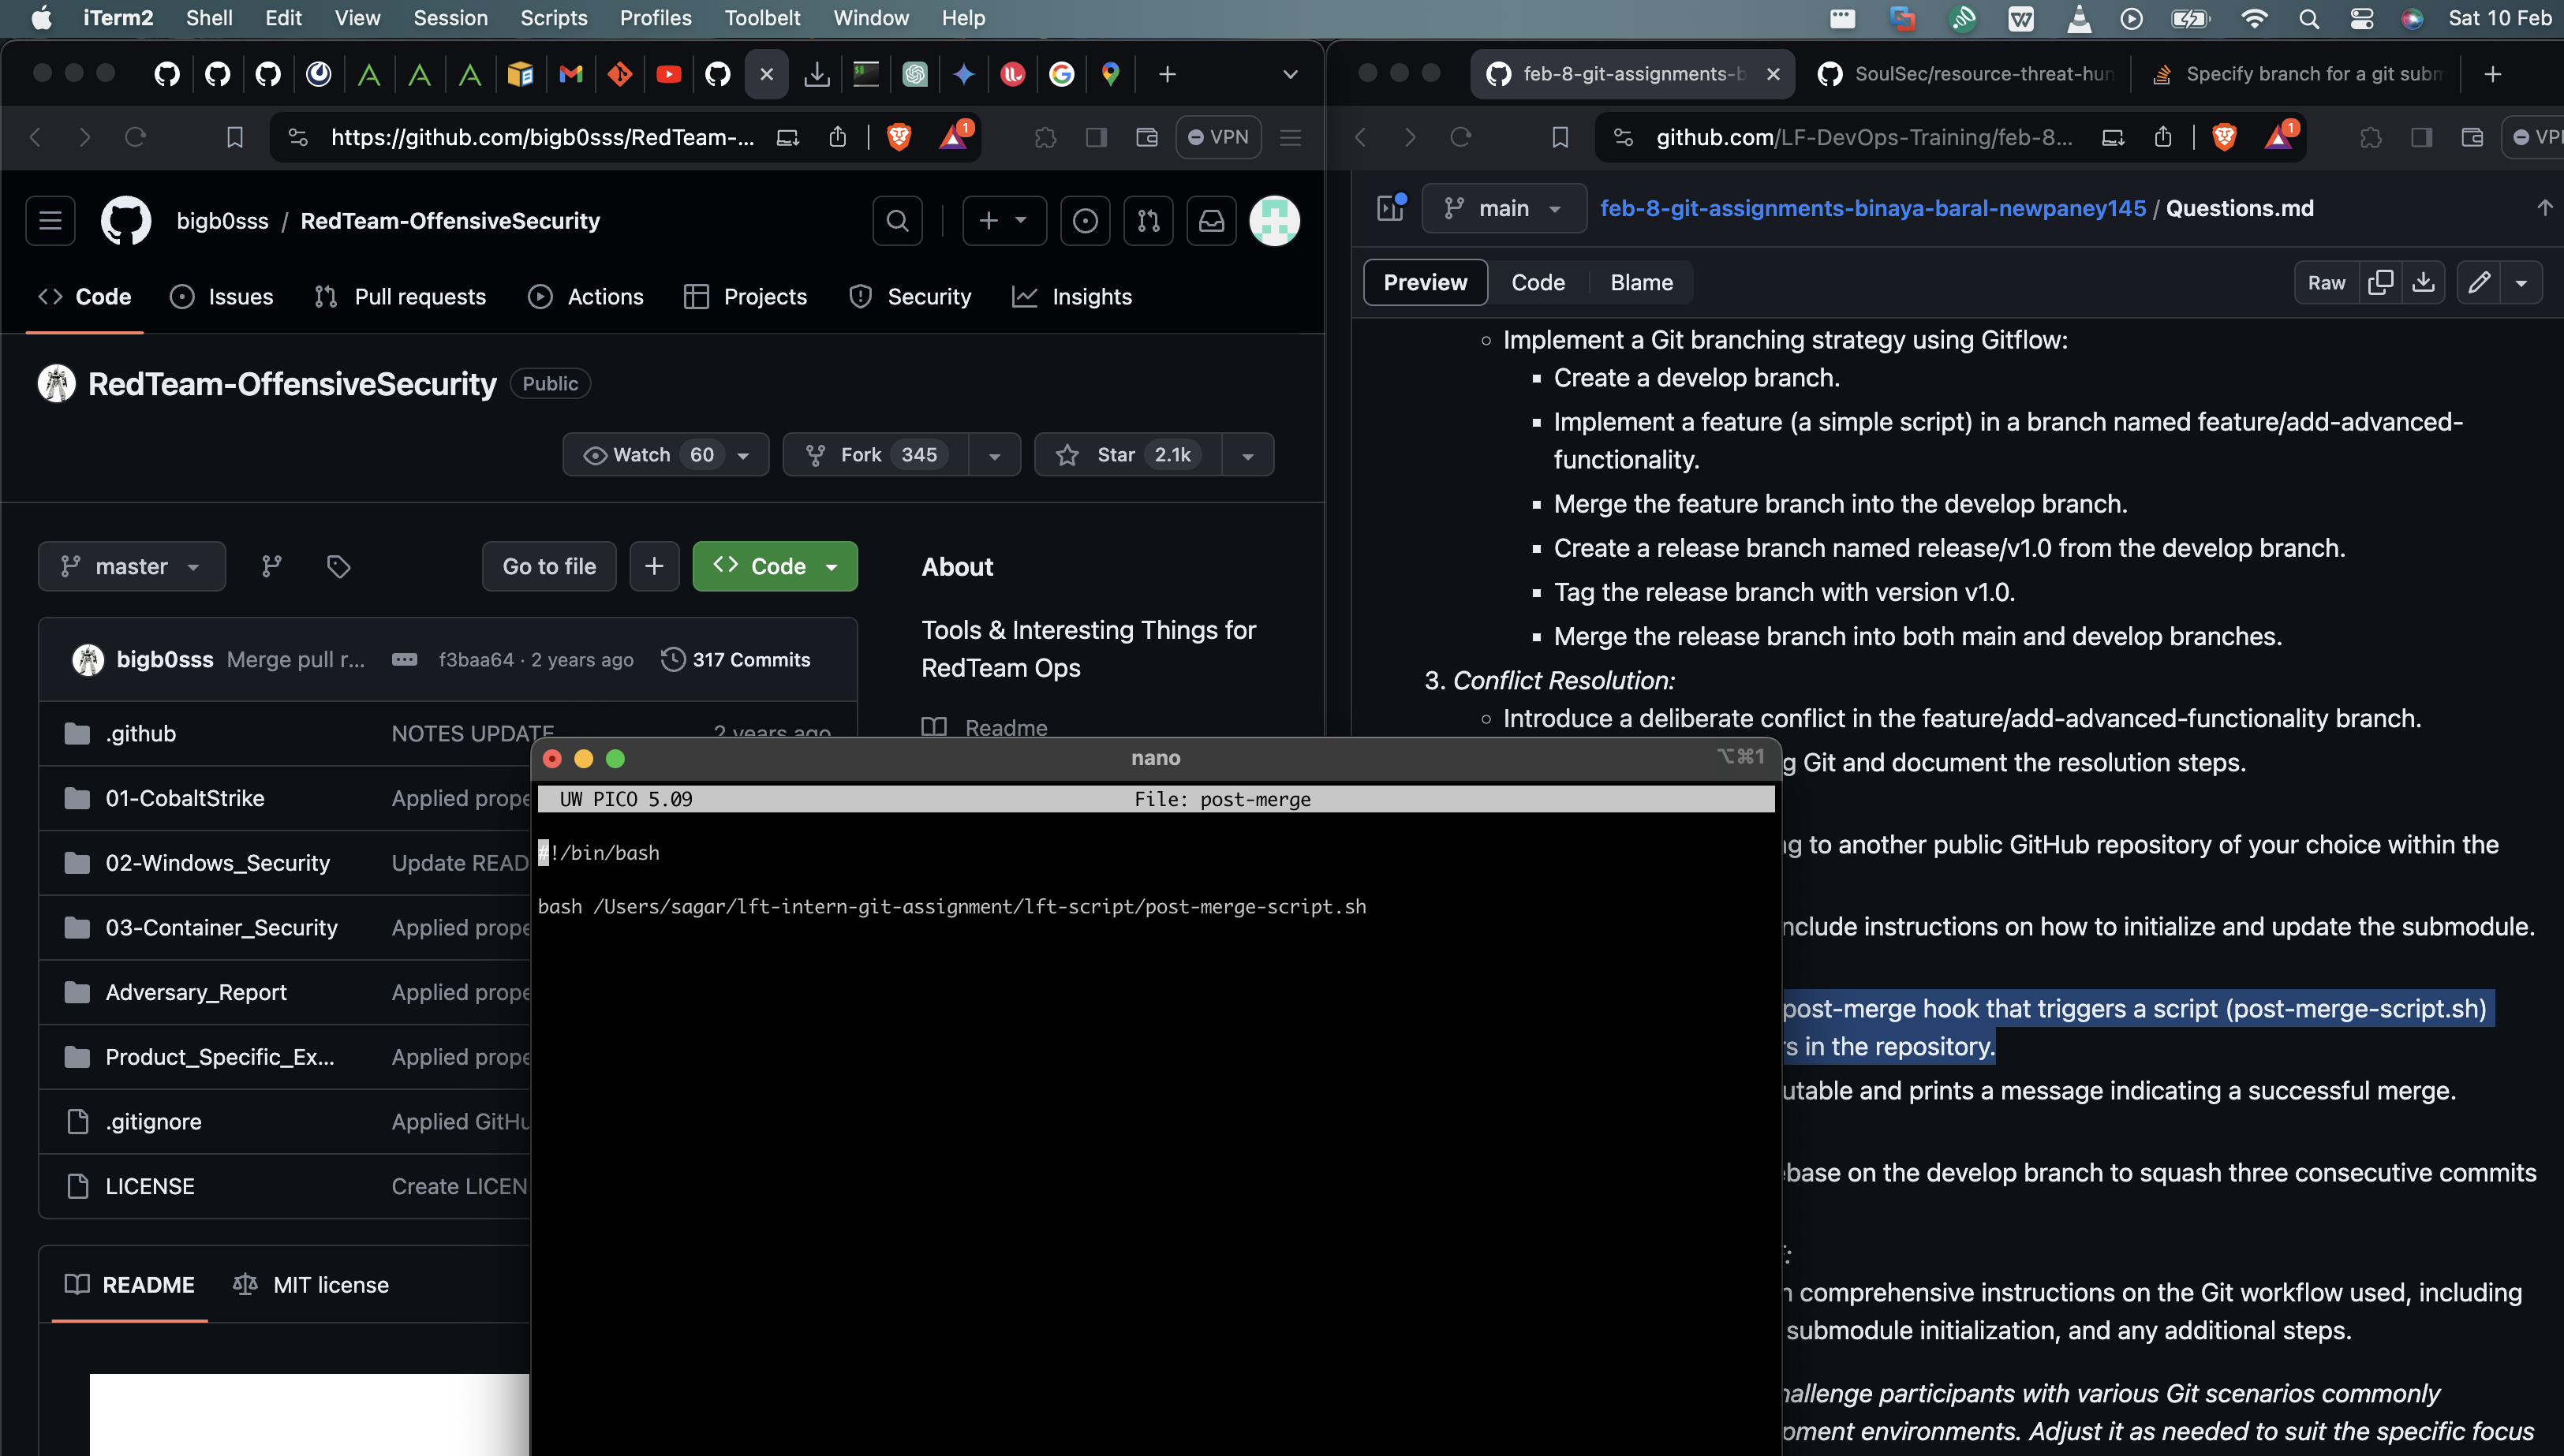 iTerm2 Shell Edit View Session Scripts Profiles Toolbelt Window Help
Sat 10 Feb
https://github.com/bigb0sss/RedTeam-...
1
VPN
bigb0sss / RedTeam-OffensiveSecurity
Code Issues Pull requests Actions Projects Security Insights
RedTeam-OffensiveSecurity Public
Watch 60 Fork 345 Star 2.1k
master Go to file Code
bigb0sss Merge pull r... f3baa64 · 2 years ago 317 Commits
.github NOTES UPDATE 2 years ago
01-CobaltStrike Applied prope
02-Windows_Security Update READ
03-Container_Security Applied prope
Adversary_Report Applied prope
Product_Specific_Ex... Applied prope
.gitignore Applied GitHu
LICENSE Create LICEN
README MIT license
About
Tools & Interesting Things for
RedTeam Ops
Readme
nano
⌥⌘1
UW PICO 5.09 File: post-merge
#!/bin/bash
bash /Users/sagar/lft-intern-git-assignment/lft-script/post-merge-script.sh
feb-8-git-assignments-b SoulSec/resource-threat-hun Specify branch for a git subm
github.com/LF-DevOps-Training/feb-8...
1
VP
main feb-8-git-assignments-binaya-baral-newpaney145 / Questions.md
Preview Code Blame Raw
Implement a Git branching strategy using Gitflow:
Create a develop branch.
Implement a feature (a simple script) in a branch named feature/add-advanced-
functionality.
Merge the feature branch into the develop branch.
Create a release branch named release/v1.0 from the develop branch.
Tag the release branch with version v1.0.
Merge the release branch into both main and develop branches.
3. Conflict Resolution:
Introduce a deliberate conflict in the feature/add-advanced-functionality branch.
g Git and document the resolution steps.
ng to another public GitHub repository of your choice within the
nclude instructions on how to initialize and update the submodule.
post-merge hook that triggers a script (post-merge-script.sh)
rs in the repository.
utable and prints a message indicating a successful merge.
ebase on the develop branch to squash three consecutive commits
:
n comprehensive instructions on the Git workflow used, including
submodule initialization, and any additional steps.
hallenge participants with various Git scenarios commonly
pment environments. Adjust it as needed to suit the specific focus